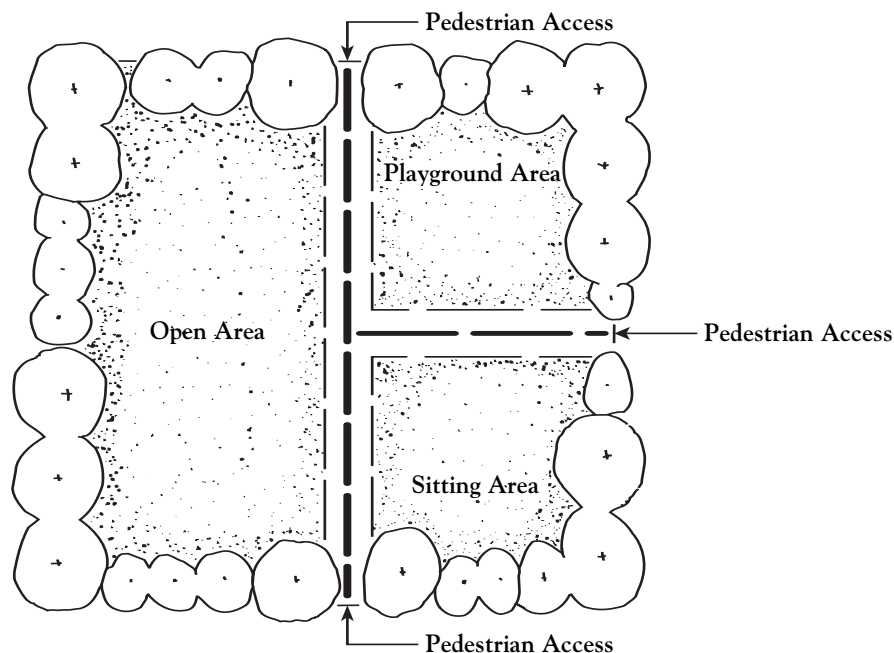 Pedestrian Access
Playground Area
Open Area
Pedestrian Access
Sitting Area
Pedestrian Access